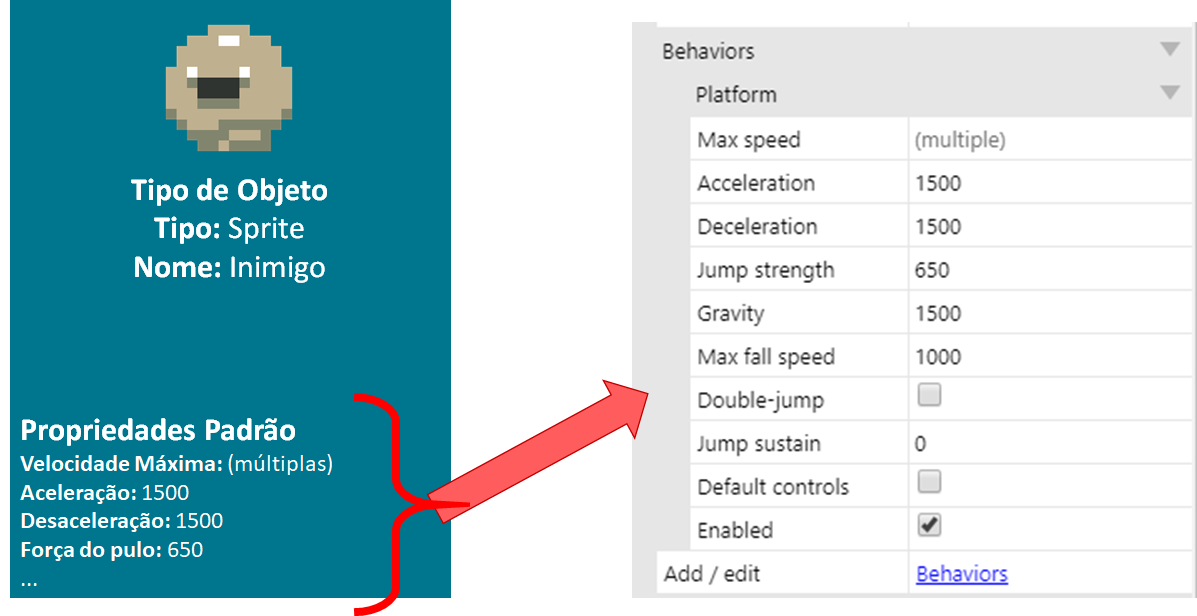 Tipo de Objeto
Tipo: Sprite
Nome: Inimigo
Propriedades Padrão
Velocidade Máxima: (múltiplas)
Aceleração: 1500
Desaceleração: 1500
Força do pulo: 650
...
Behaviors
Platform
Max speed (multiple)
Acceleration 1500
Deceleration 1500
Jump strength 650
Gravity 1500
Max fall speed 1000
Double-jump
Jump sustain 0
Default controls
Enabled
Add / edit Behaviors